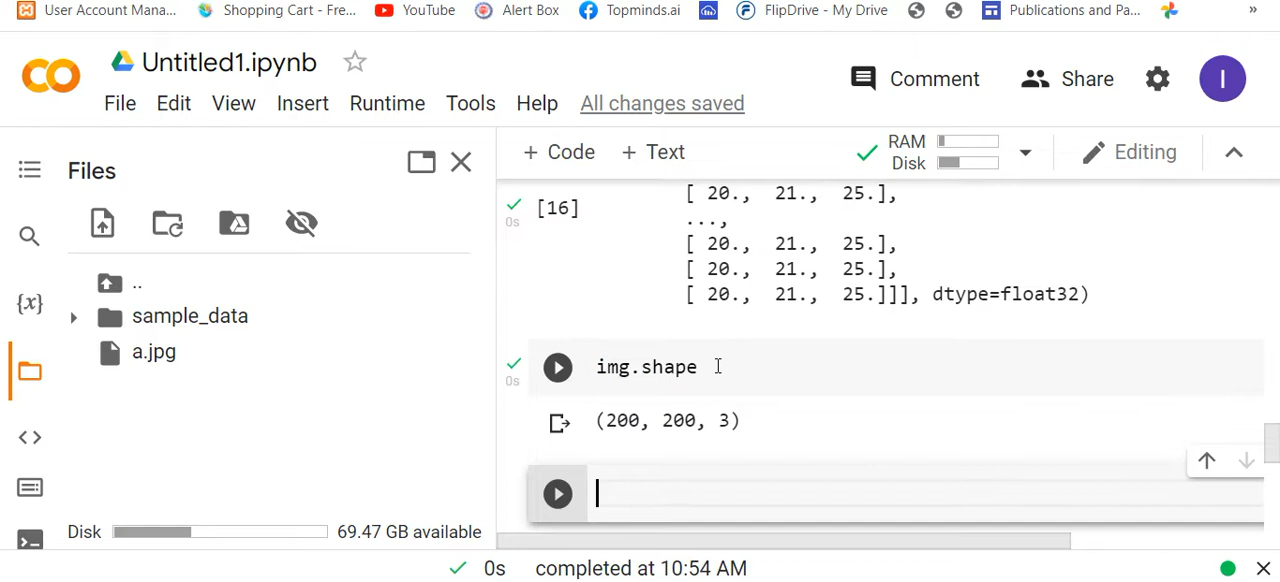 User Account Mana...
Shopping Cart - Fre...
YouTube
Alert Box
Topminds.ai
FlipDrive - My Drive
Publications and Pa...
»
Untitled1.ipynb
Comment
Share
I
File Edit View Insert Runtime Tools Help All changes saved
Files
+ Code + Text
RAM
Disk
Editing
..
sample_data
a.jpg
{x}
Disk 69.47 GB available
[ 20., 21., 25.],
0s [16]
...,
[ 20., 21., 25.],
[ 20., 21., 25.],
[ 20., 21., 25.]]], dtype=float32)
img.shape
0s
(200, 200, 3)
0s completed at 10:54 AM